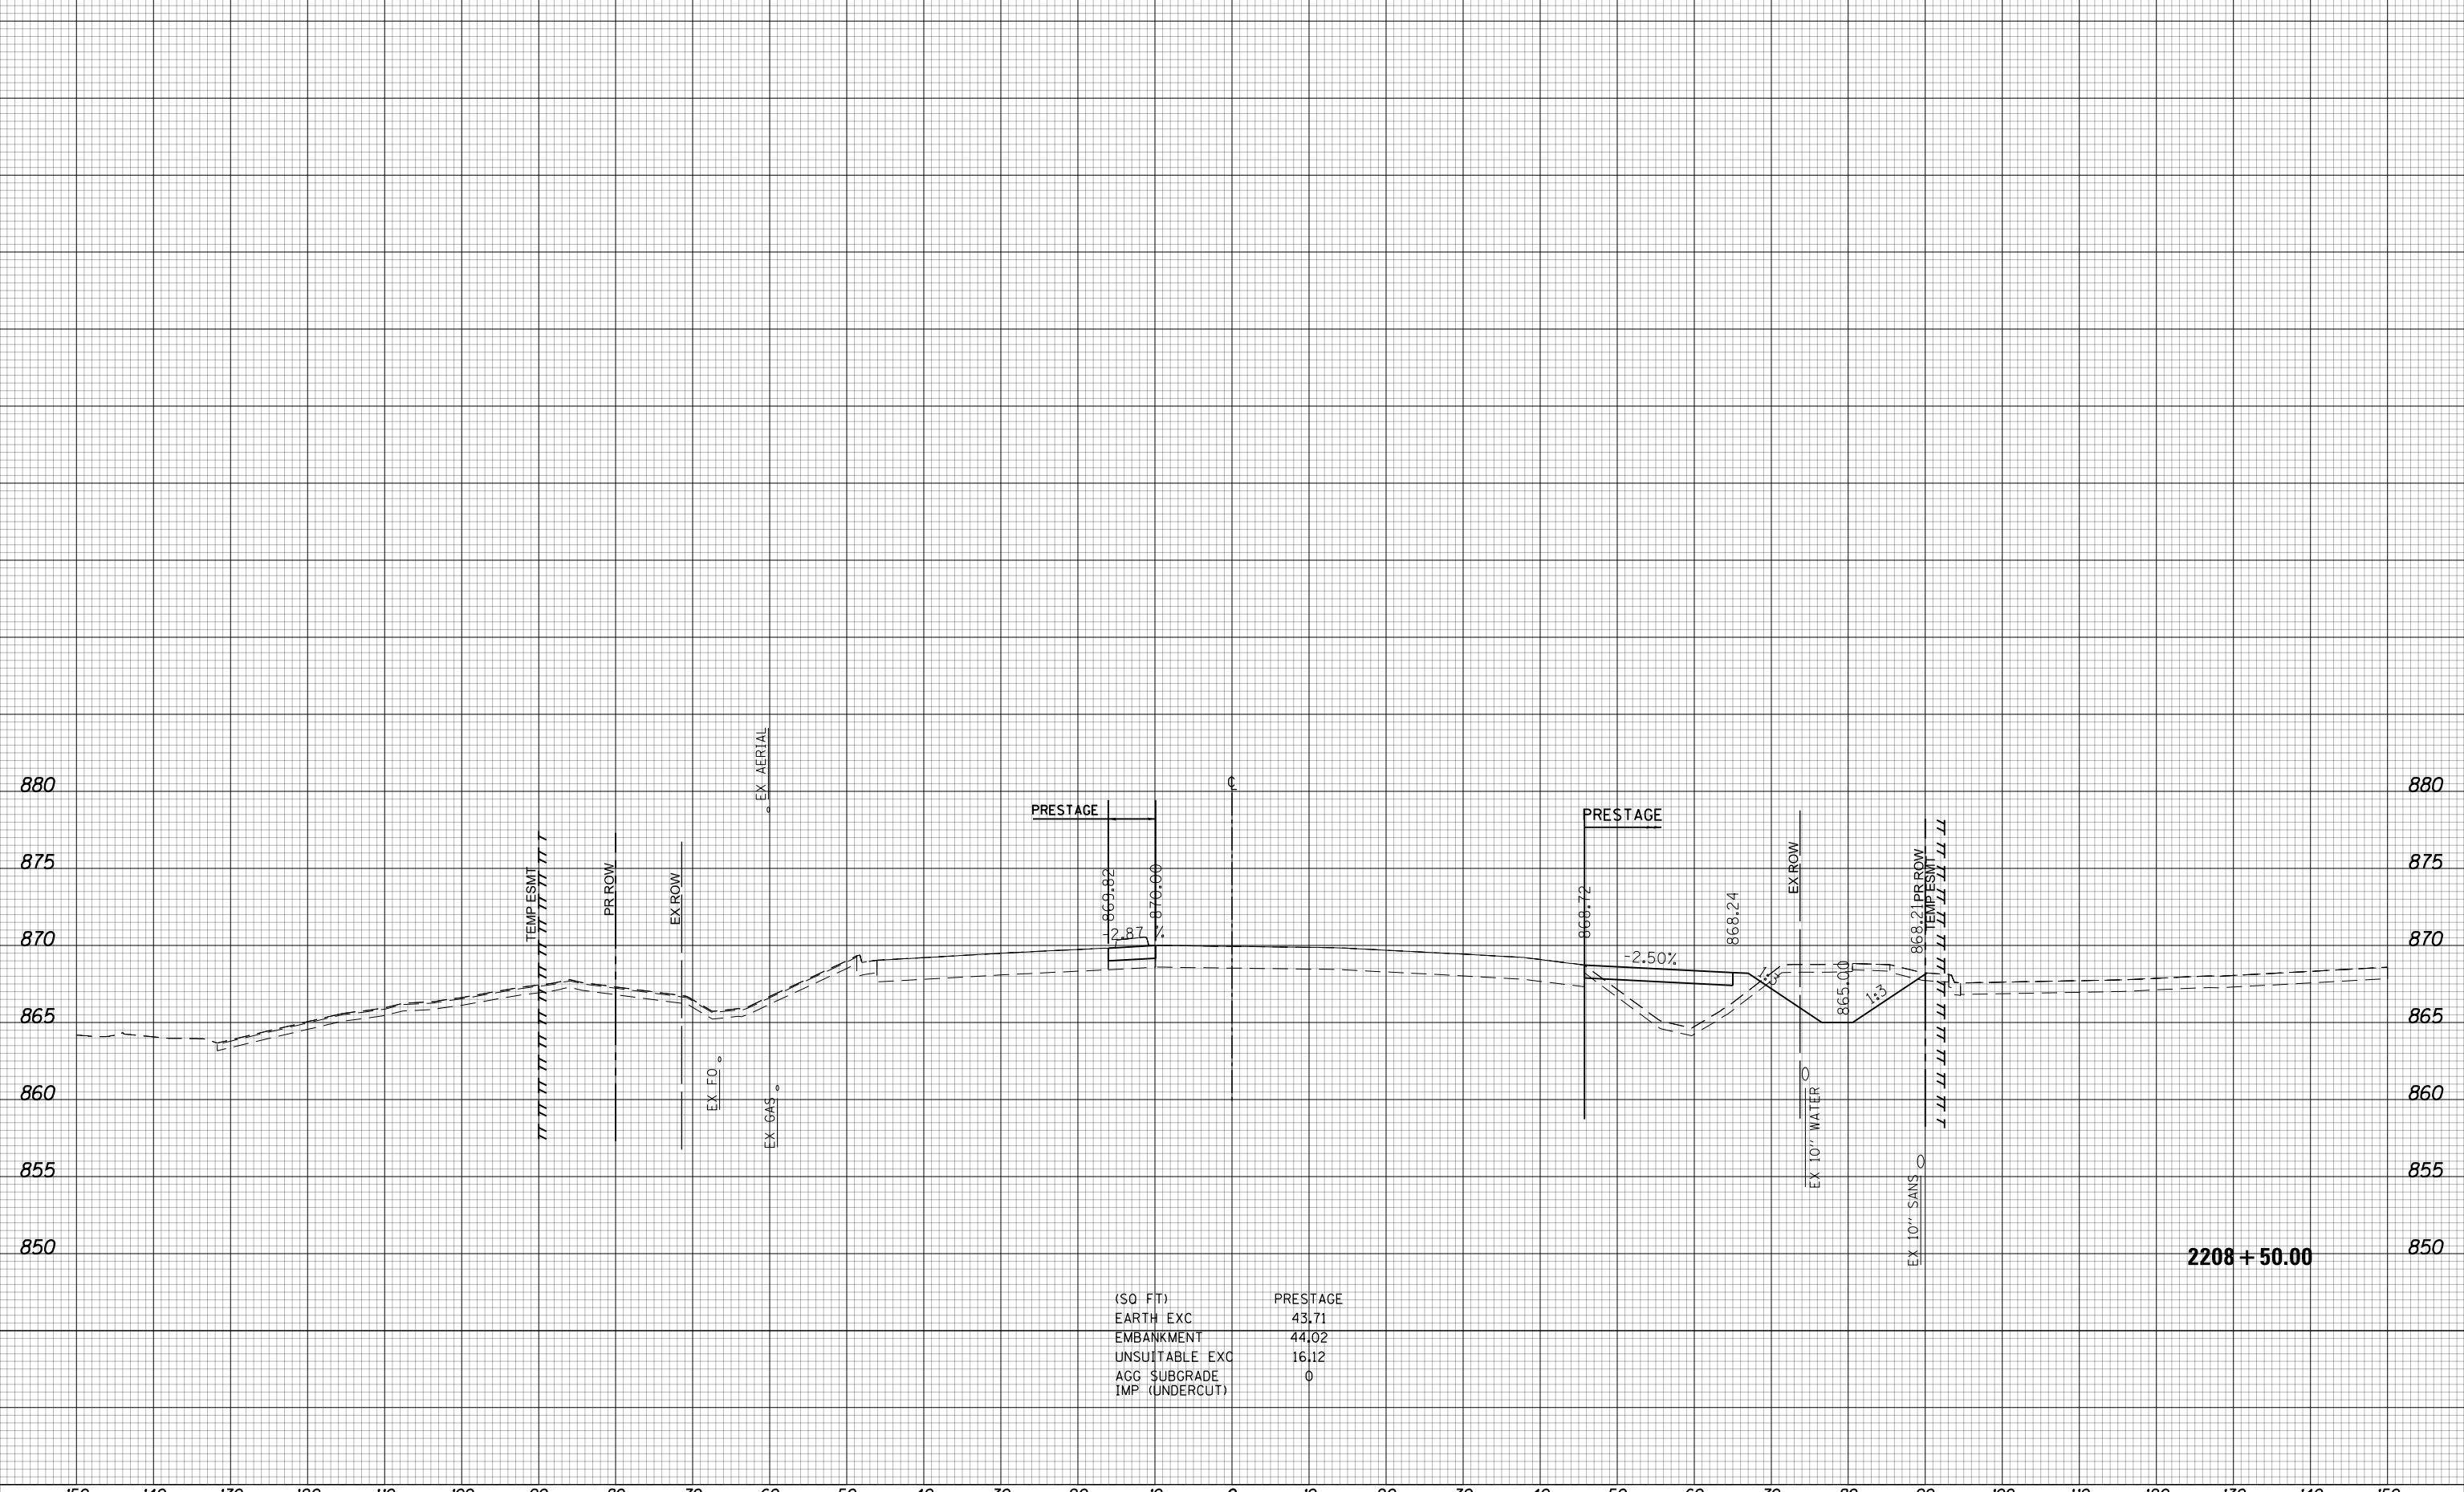 EX AERIAL
880
℄
880
PRESTAGE
PRESTAGE
875
875
TEMP ESMT
PR ROW
EX ROW
869.82
870.00
868.72
868.24
EX ROW
868.21
PR ROW
TEMP ESMT
870
-2.87 %
870
-2.50%
1:3
865.00
1:3
865
865
860
EX FO
EX GAS
860
EX 10'' WATER
855
855
EX 10'' SANS
850
850
2208+50.00
(SQ FT) PRESTAGE
EARTH EXC 43.71
EMBANKMENT 44.02
UNSUITABLE EXC 16.12
AGG SUBGRADE 0
IMP (UNDERCUT)